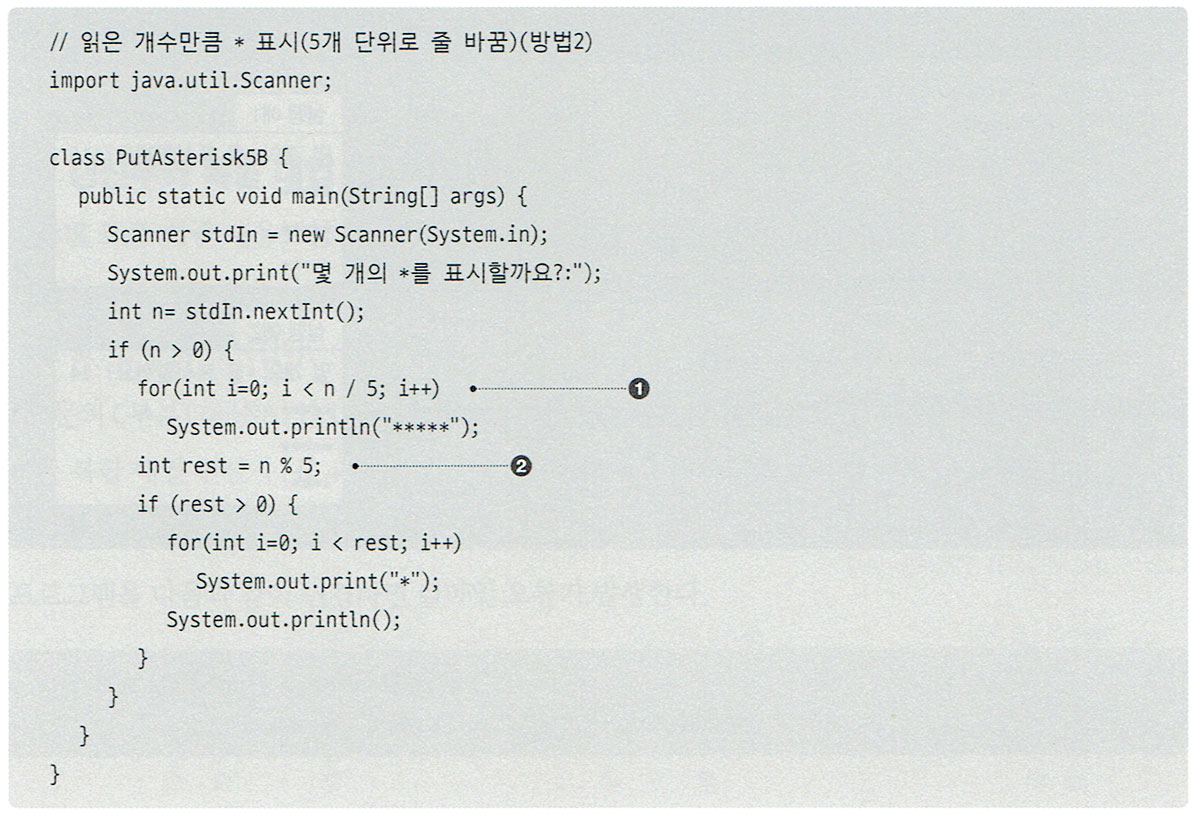 // 읽은 개수만큼 * 표시(5개 단위로 줄 바꿈)(방법2)
import java.util.Scanner;
class PutAsterisk5B {
public static void main(String[] args) {
Scanner stdIn = new Scanner(System.in);
System.out.print("몇 개의 *를 표시할까요?:");
int n= stdIn.nextInt();
if (n > 0) {
for(int i=0; i < n / 5; i++) ❶
System.out.println("*****");
int rest = n % 5; ❷
if (rest > 0) {
for(int i=0; i < rest; i++)
System.out.print("*");
System.out.println();
}
}
}
}